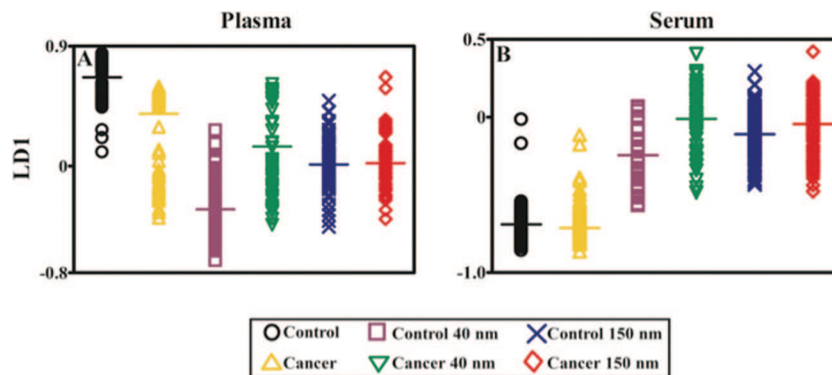 Plasma
Serum
0.9
A
0
-0.8
LD1
0.5
B
0
-1.0
Control
Control 40 nm
Control 150 nm
Cancer
Cancer 40 nm
Cancer 150 nm